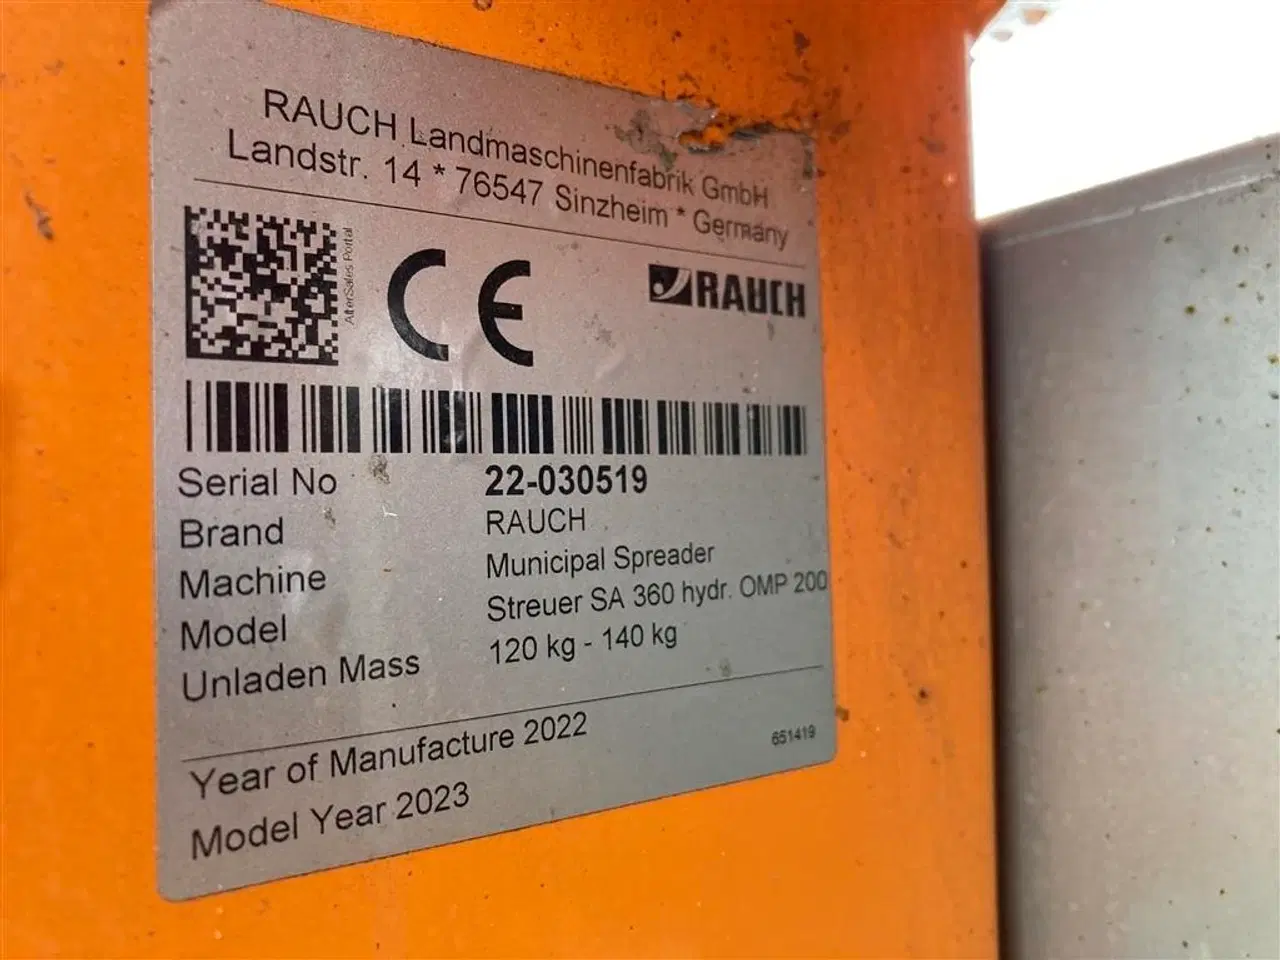 RAUCH Landmaschinenfabrik GmbH
Landstr. 14 * 76547 Sinzheim * Germany
AfterSales Portal
CE
RAUCH
Serial No 22-030519
Brand RAUCH
Machine Municipal Spreader
Model Streuer SA 360 hydr. OMP 200
Unladen Mass 120 kg - 140 kg
Year of Manufacture 2022
651419
Model Year 2023